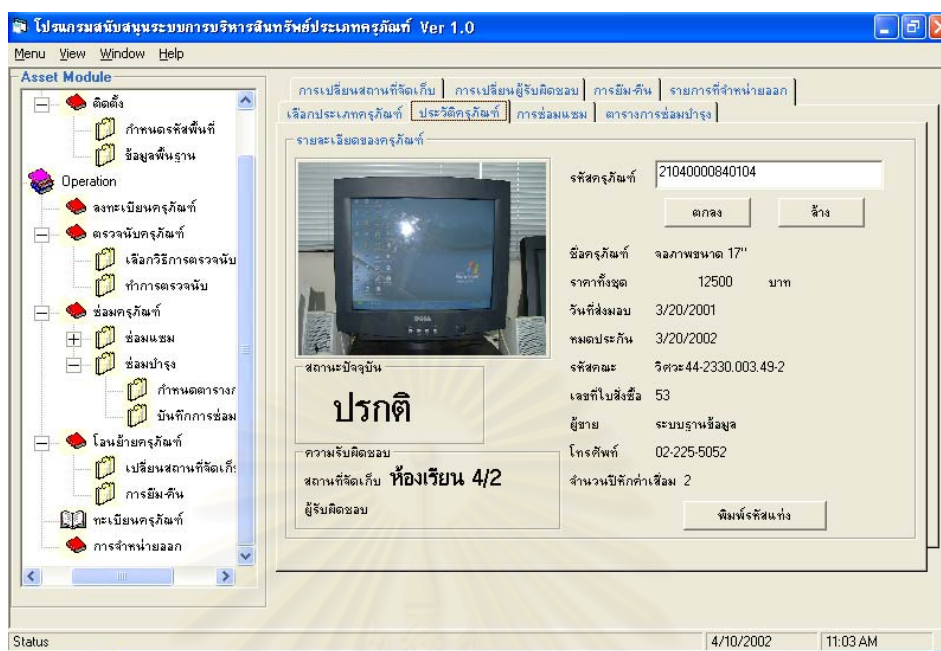 โปรแกรมสนับสนุนระบบการบริหารสินทรัพย์ประเภทครุภัณฑ์ Ver 1.0
Menu View Window Help
Asset Module
ติดตั้ง
กำหนดรหัสพื้นที่
ข้อมูลพื้นฐาน
Operation
ลงทะเบียนครุภัณฑ์
ตรวจนับครุภัณฑ์
เลือกวิธีการตรวจนับ
ทำการตรวจนับ
ซ่อมครุภัณฑ์
ซ่อมแซม
ซ่อมบำรุง
กำหนดตารางก
บันทึกการซ่อม
โอนย้ายครุภัณฑ์
เปลี่ยนสถานที่จัดเก็
การยืม-คืน
ทะเบียนครุภัณฑ์
การจำหน่ายออก
การเปลี่ยนสถานที่จัดเก็บ การเปลี่ยนผู้รับผิดชอบ การยืม-คืน รายการที่จำหน่ายออก
เลือกประเภทครุภัณฑ์ ประวัติครุภัณฑ์ การซ่อมแซม ตารางการซ่อมบำรุง
รายละเอียดของครุภัณฑ์
รหัสครุภัณฑ์ 21040000840104
ตกลง ล้าง
ชื่อครุภัณฑ์ จอภาพขนาด 17"
ราคาทั้งชุด 12500 บาท
วันที่ส่งมอบ 3/20/2001
หมดประกัน 3/20/2002
รหัสคณะ วิศวะ44-2330.003.49-2
เลขที่ใบสั่งซื้อ 53
ผู้ขาย ระบบฐานข้อมูล
โทรศัพท์ 02-225-5052
จำนวนปีหักค่าเสื่อม 2
พิมพ์รหัสแท่ง
สถานะปัจจุบัน
ปรกติ
ความรับผิดชอบ
สถานที่จัดเก็บ ห้องเรียน 4/2
ผู้รับผิดชอบ
Status 4/10/2002 11:03 AM